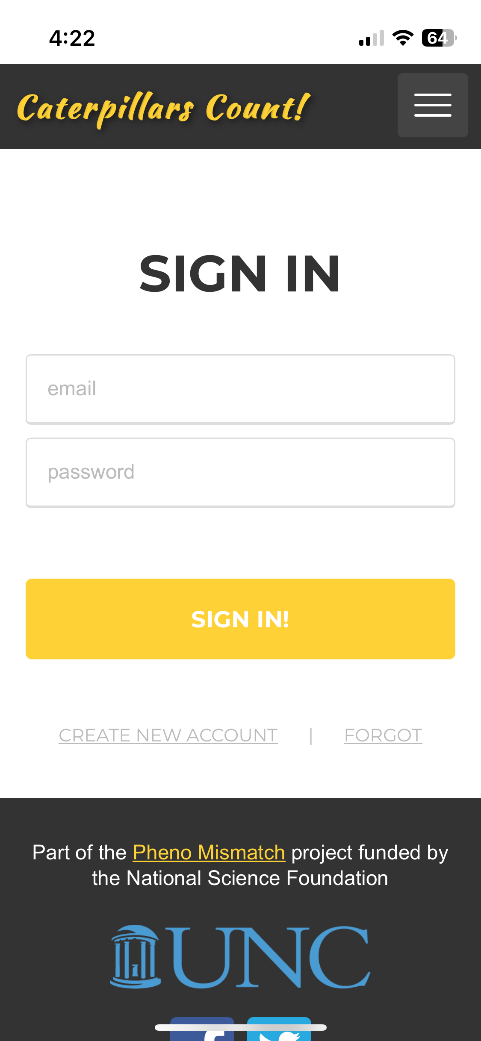 4:22
64
Caterpillars Count!
SIGN IN
email
password
SIGN IN!
CREATE NEW ACCOUNT | FORGOT
Part of the Pheno Mismatch project funded by
the National Science Foundation
UNC